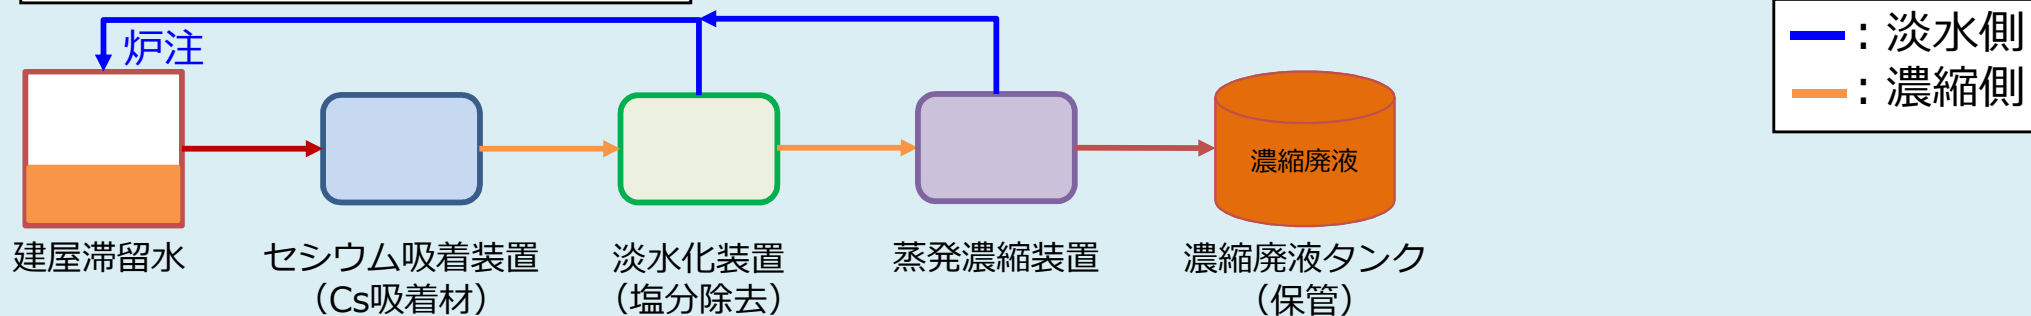 炉注
：淡水側
：濃縮側
濃縮廃液
建屋滞留水
セシウム吸着装置
（Cs吸着材）
淡水化装置
（塩分除去）
蒸発濃縮装置
濃縮廃液タンク
（保管）